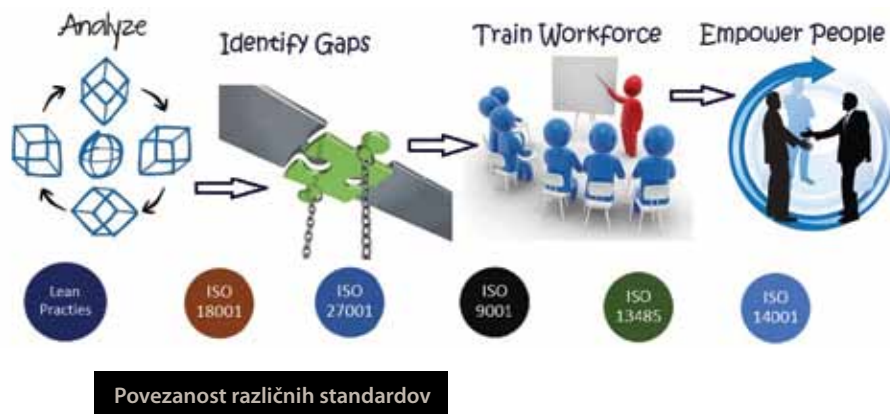 Analyze
Identify Gaps
Train Workforce
Empower People
Lean
Practies
ISO
18001
ISO
27001
ISO
9001
ISO
13485
ISO
14001
Povezanost različnih standardov